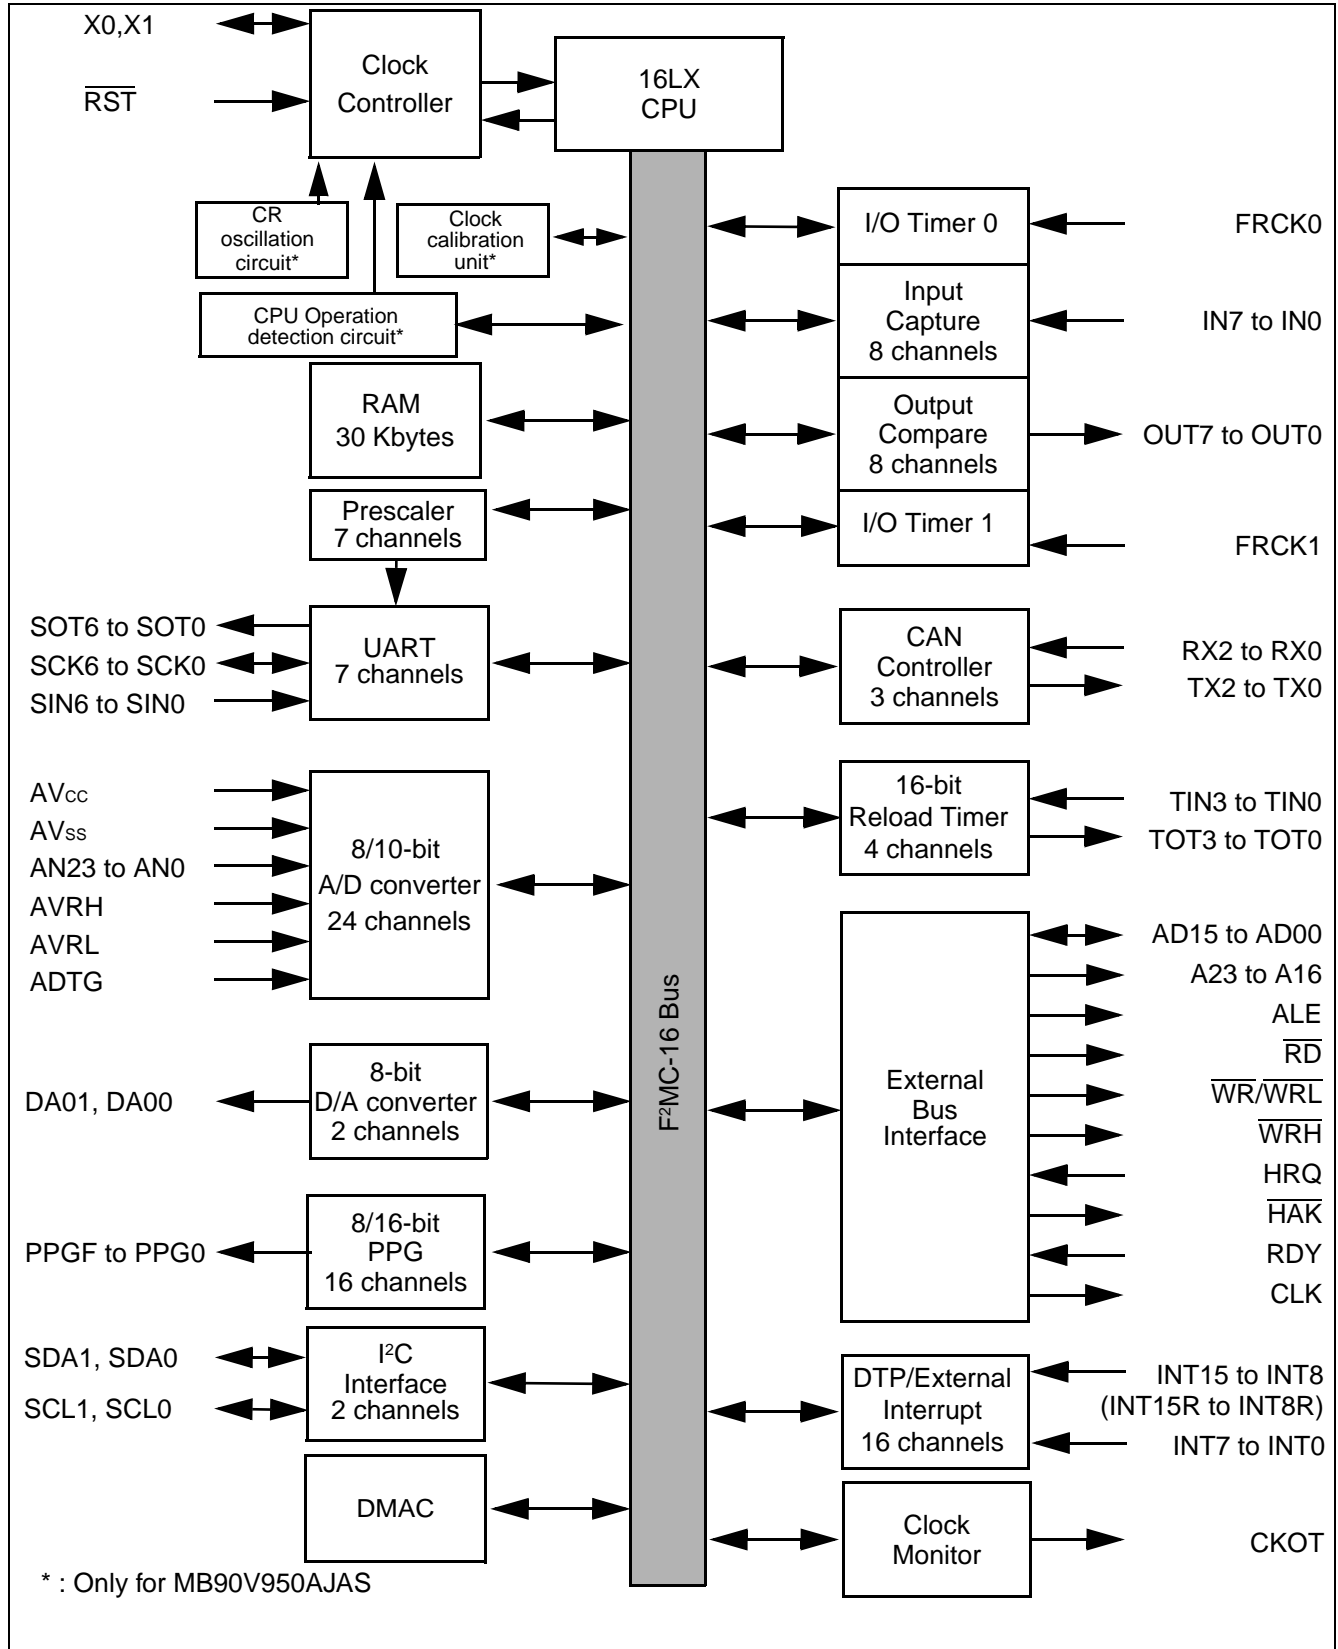 X0,X1
RST
Clock
Controller
16LX
CPU
CR
oscillation
circuit*
Clock
calibration
unit*
CPU Operation
detection circuit*
RAM
30 Kbytes
Prescaler
7 channels
SOT6 to SOT0
SCK6 to SCK0
SIN6 to SIN0
UART
7 channels
AVCC
AVSS
AN23 to AN0
AVRH
AVRL
ADTG
8/10-bit
A/D converter
24 channels
DA01, DA00
8-bit
D/A converter
2 channels
PPGF to PPG0
8/16-bit
PPG
16 channels
SDA1, SDA0
SCL1, SCL0
I²C
Interface
2 channels
DMAC
* : Only for MB90V950AJAS
F²MC-16 Bus
I/O Timer 0
FRCK0
Input
Capture
8 channels
IN7 to IN0
Output
Compare
8 channels
OUT7 to OUT0
I/O Timer 1
FRCK1
CAN
Controller
3 channels
RX2 to RX0
TX2 to TX0
16-bit
Reload Timer
4 channels
TIN3 to TIN0
TOT3 to TOT0
External
Bus
Interface
AD15 to AD00
A23 to A16
ALE
RD
WR/WRL
WRH
HRQ
HAK
RDY
CLK
DTP/External
Interrupt
16 channels
INT15 to INT8
(INT15R to INT8R)
INT7 to INT0
Clock
Monitor
CKOT